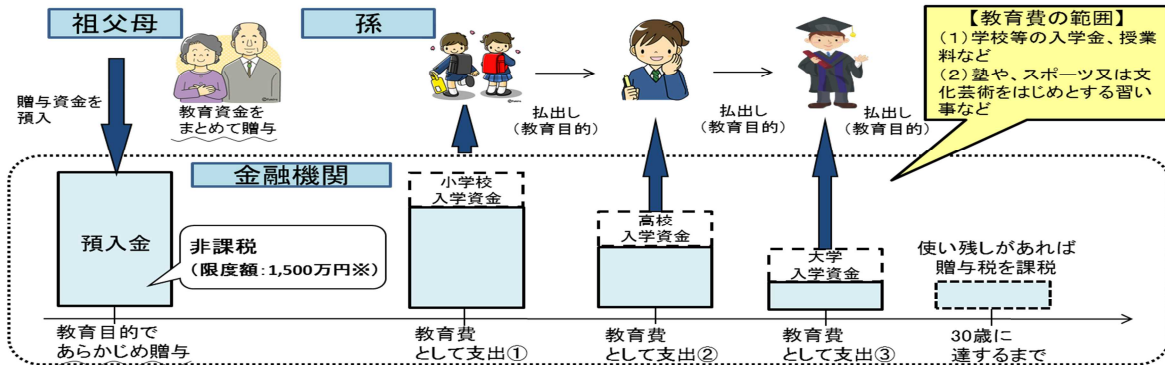 祖父母
孫
贈与資金を
預入
教育資金を
まとめて贈与
払出し
(教育目的)
払出し
(教育目的)
払出し
(教育目的)
【教育費の範囲】
(1)学校等の入学金、授業
料など
(2)塾や、スポーツ又は文
化芸術をはじめとする習い
事など
金融機関
預入金
非課税
(限度額:1,500万円※)
小学校
入学資金
高校
入学資金
大学
入学資金
使い残しがあれば
贈与税を課税
教育目的で
あらかじめ贈与
教育費
として支出①
教育費
として支出②
教育費
として支出③
30歳に
達するまで